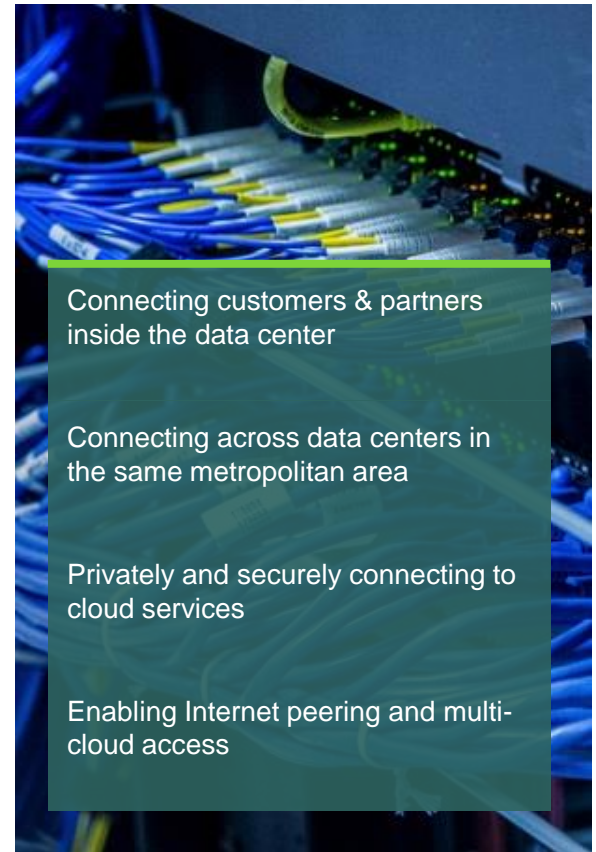 Connecting customers & partners
inside the data center
Connecting across data centers in
the same metropolitan area
Privately and securely connecting to
cloud services
Enabling Internet peering and multi-
cloud access